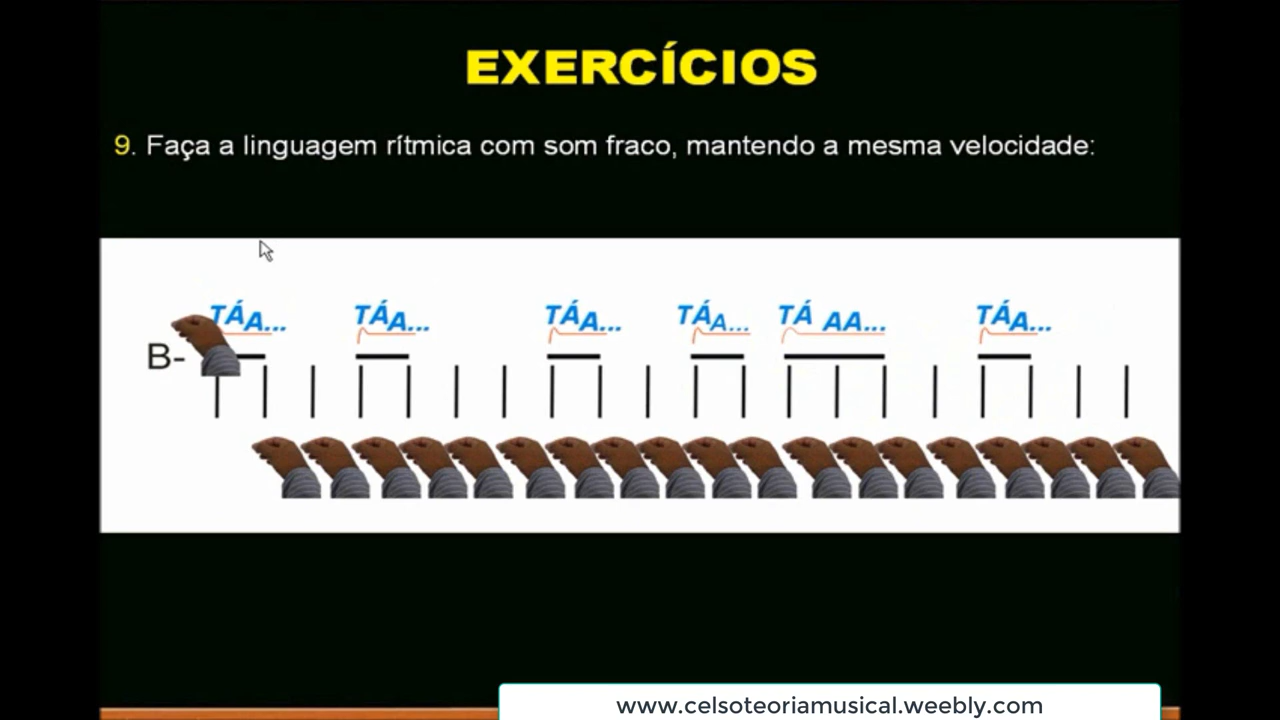 EXERCÍCIOS
9. Faça a linguagem rítmica com som fraco, mantendo a mesma velocidade:
TÁA... TÁA... TÁA... TÁA... TÁ AA... TÁA...
B-
www.celsoteoriamusical.weebly.com